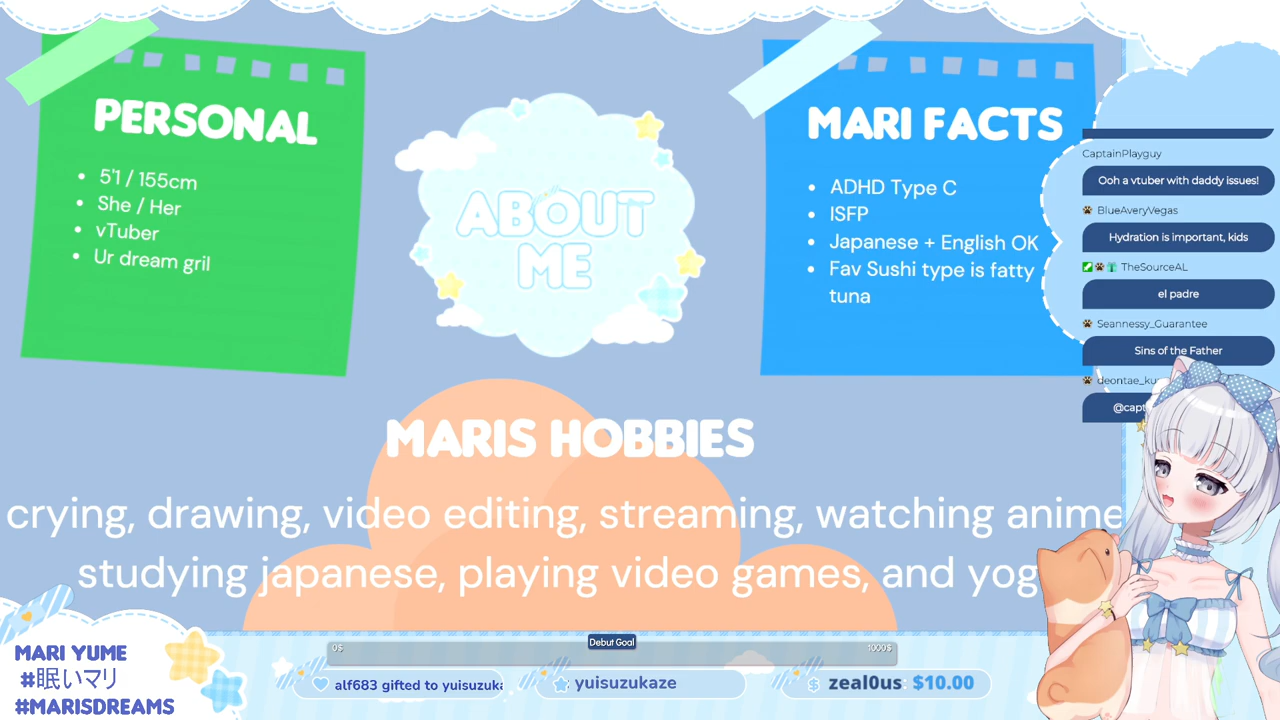 PERSONAL
5'1 / 155cm
She / Her
vTuber
Ur dream gril
ABOUT
ME
MARI FACTS
ADHD Type C
ISFP
Japanese + English OK
Fav Sushi type is fatty
tuna
MARIS HOBBIES
crying, drawing, video editing, streaming, watching anime
studying japanese, playing video games, and yog
CaptainPlayguy
Ooh a vtuber with daddy issues!
BlueAveryVegas
Hydration is important, kids
TheSourceAL
el padre
Seannessy_Guarantee
Sins of the Father
deontae_ku
@capt
MARI YUME
#眠いマリ
#MARISDREAMS
Debut Goal
0$
1000$
alf683 gifted to yuisuzuka
yuisuzukaze
$ zeal0us: $10.00